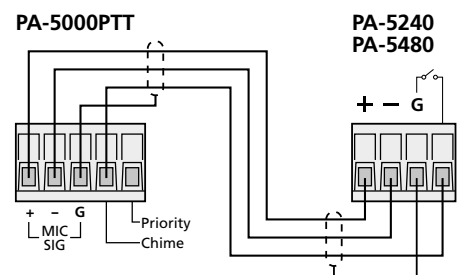 PA-5000PTT
PA-5240
PA-5480
+ − G
+ − G
MIC
SIG
Priority
Chime